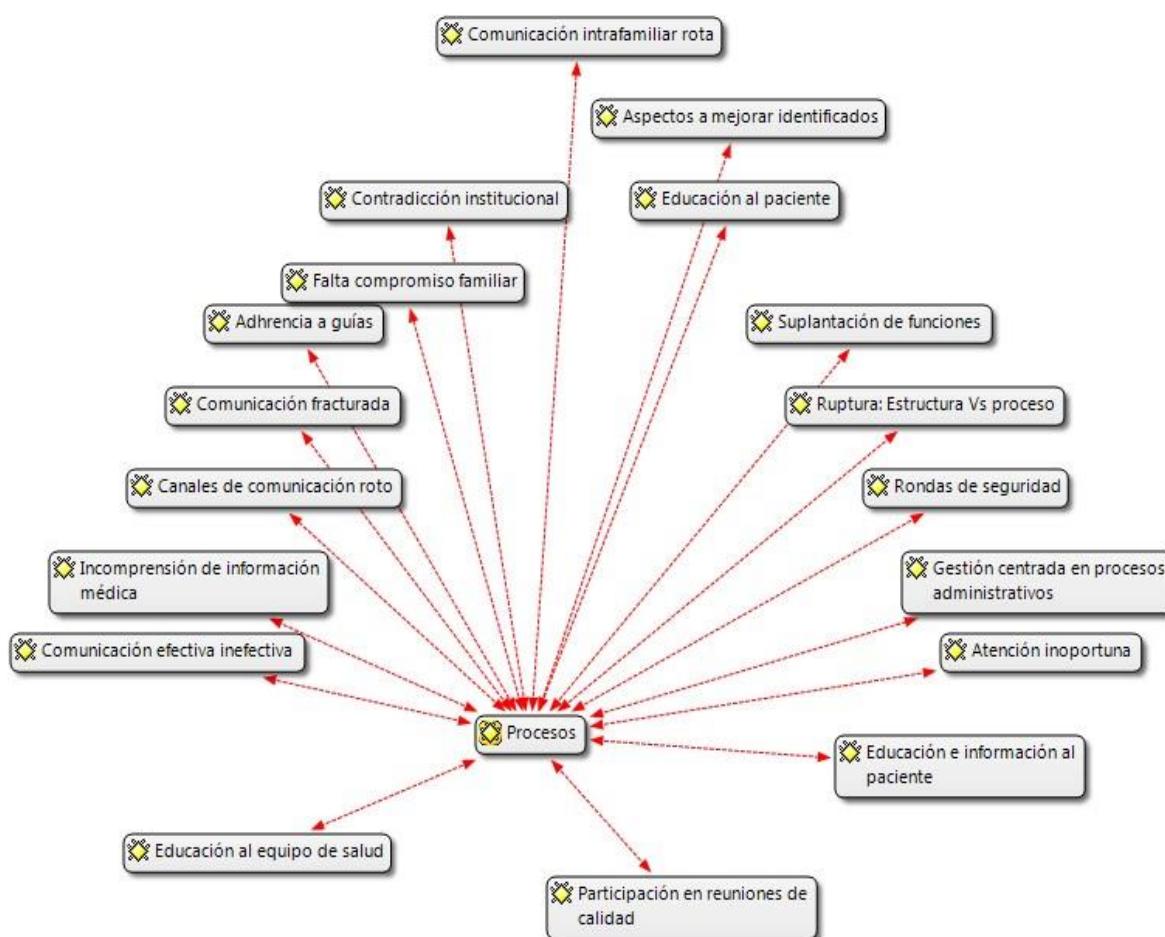 Comunicación intrafamiliar rota
Aspectos a mejorar identificados
Contradicción institucional
Educación al paciente
Falta compromiso familiar
Adhrencia a guías
Suplantación de funciones
Comunicación fracturada
Ruptura: Estructura Vs proceso
Canales de comunicación roto
Rondas de seguridad
Incomprensión de información
médica
Gestión centrada en procesos
administrativos
Comunicación efectiva inefectiva
Atención inoportuna
Procesos
Educación e información al
paciente
Educación al equipo de salud
Participación en reuniones de
calidad